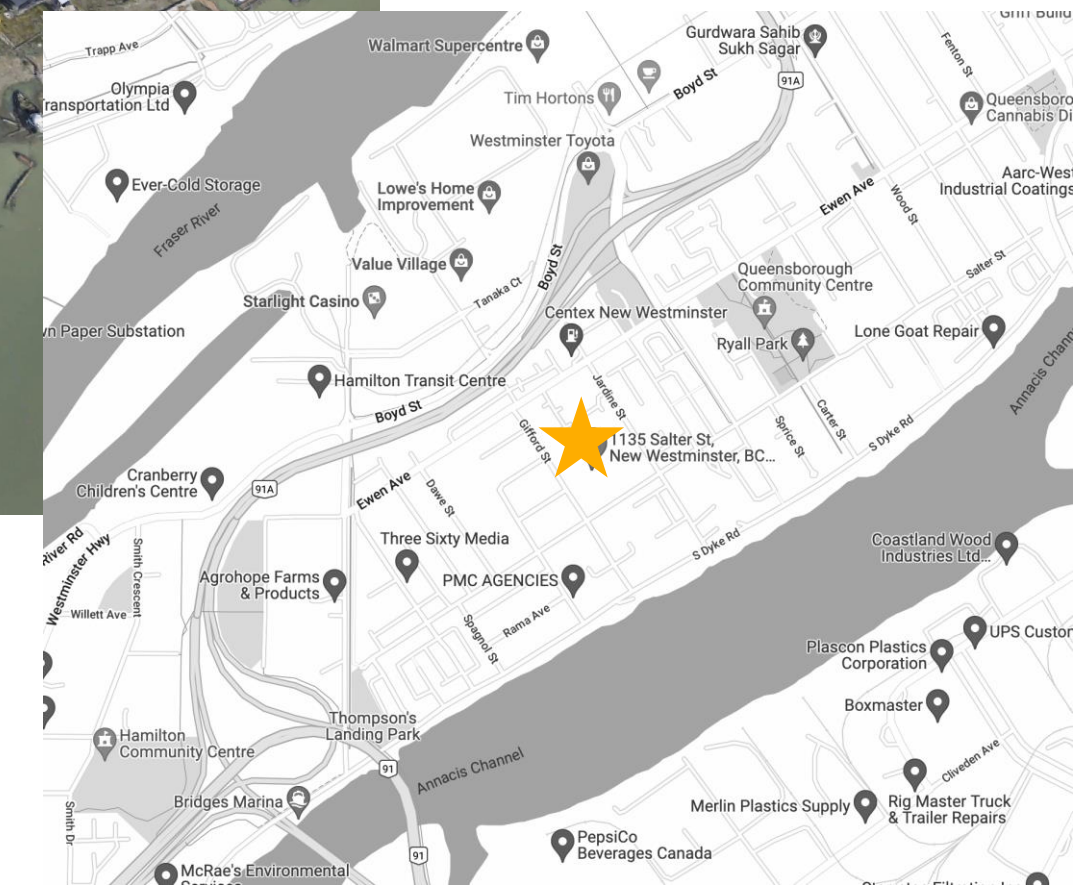 Trapp Ave
Olympia
Transportation Ltd
Walmart Supercentre
Gurdwara Sahib
Sukh Sagar
Boyd St
91A
Fenton St
Tim Hortons
Westminster Toyota
Cannabis
Ever-Cold Storage
Fraser River
Lowe's Home
Improvement
Ewen Ave
Wood St
Industrial Coatings
Value Village
Boyd St
Tanaka Ct
Salter St
Starlight Casino
Queensborough
Community Centre
Centex New Westminster
Paper Substation
Ryall Park
Lone Goat Repair
Hamilton Transit Centre
Jardine St
Annacis
Boyd St
Gifford St
Carter St
Sprice St
S Dyke Rd
1135 Salter St,
New Westminster, BC...
Cranberry
Children's Centre
91A
Ewen Ave
Dawe St
River Rd
Westminster Hwy
Smith Crescent
Three Sixty Media
S Dyke Rd
Coastland Wood
Industries Ltd...
Agrohope Farms
& Products
PMC AGENCIES
Willett Ave
Spagnol St
Rama Ave
Plascon Plastics
Corporation
UPS
Boxmaster
Thompson's
Landing Park
Hamilton
Community Centre
91
Annacis Channel
Cliveden Ave
Bridges Marina
Merlin Plastics Supply
Rig Master Truck
& Trailer Repairs
Smith Dr
PepsiCo
Beverages Canada
91
McRae's Environmental